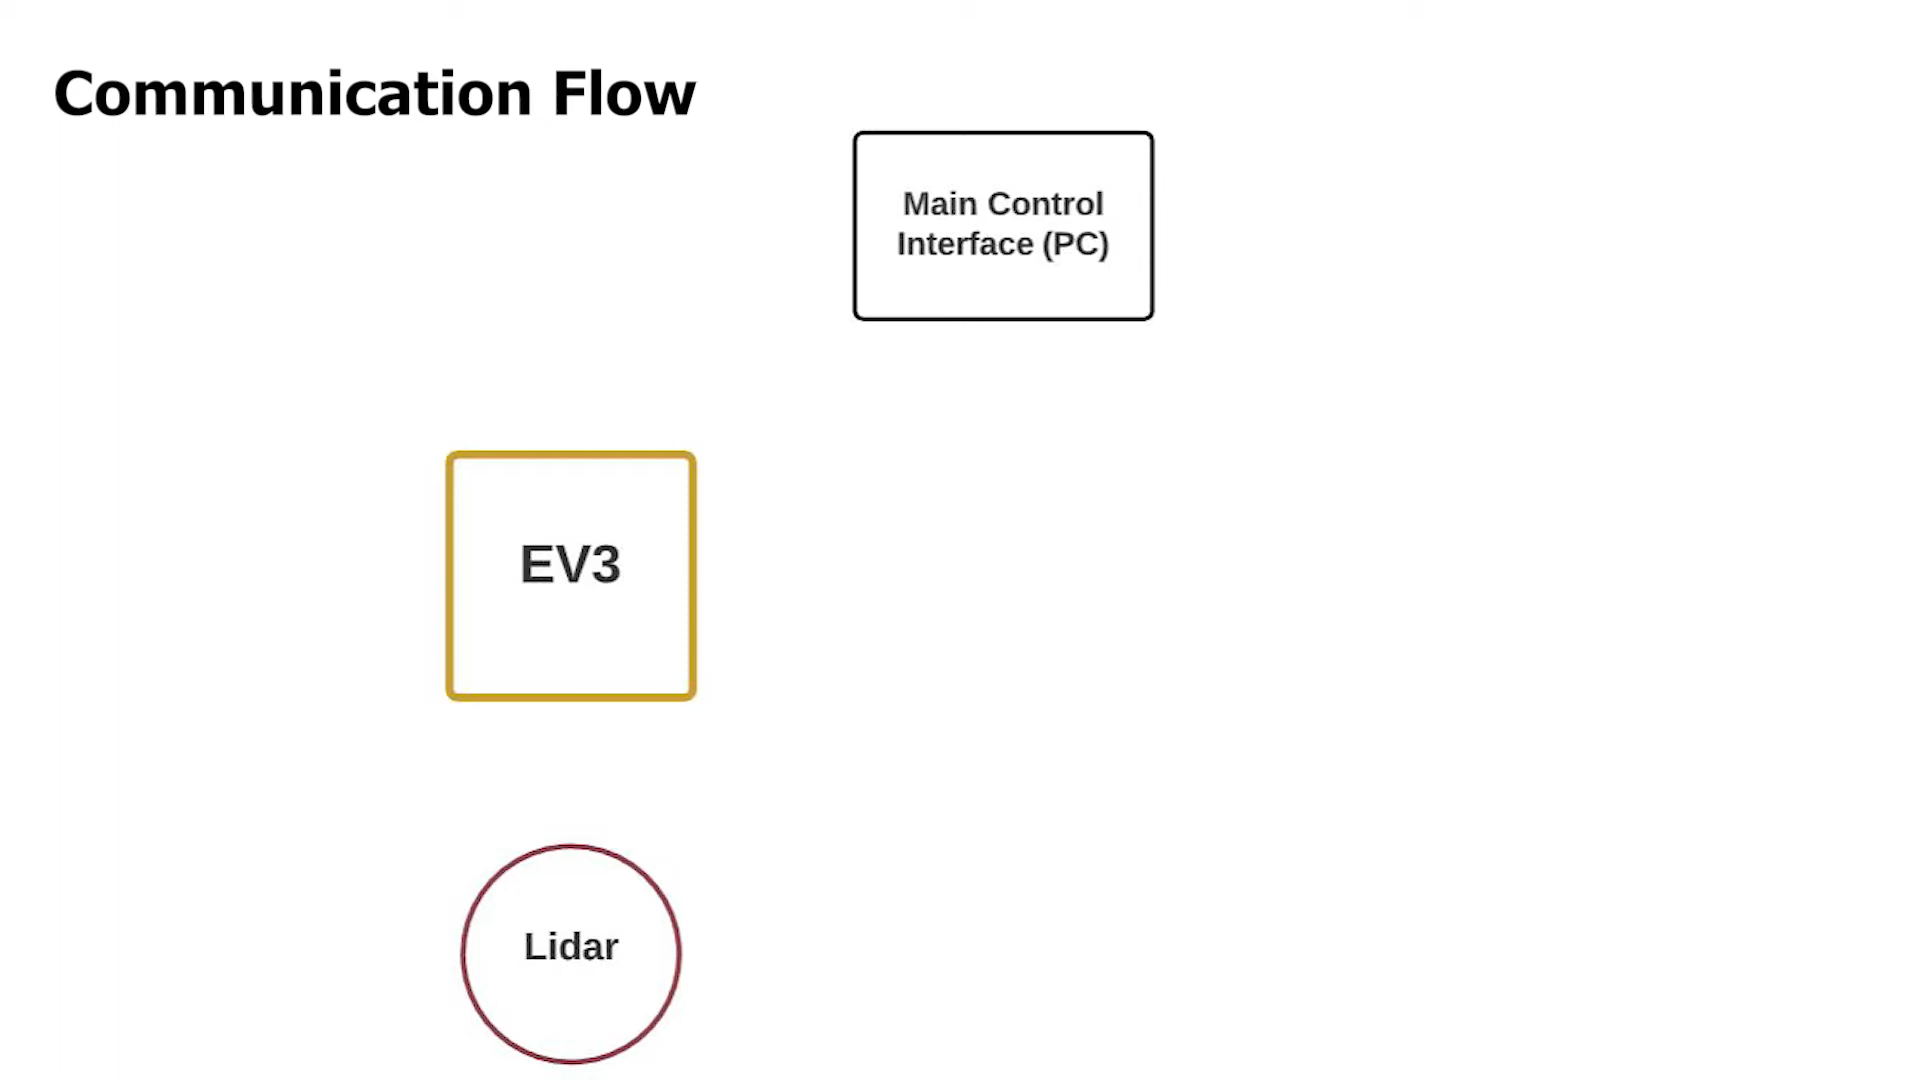 Communication Flow
Main Control
Interface (PC)
EV3
Lidar